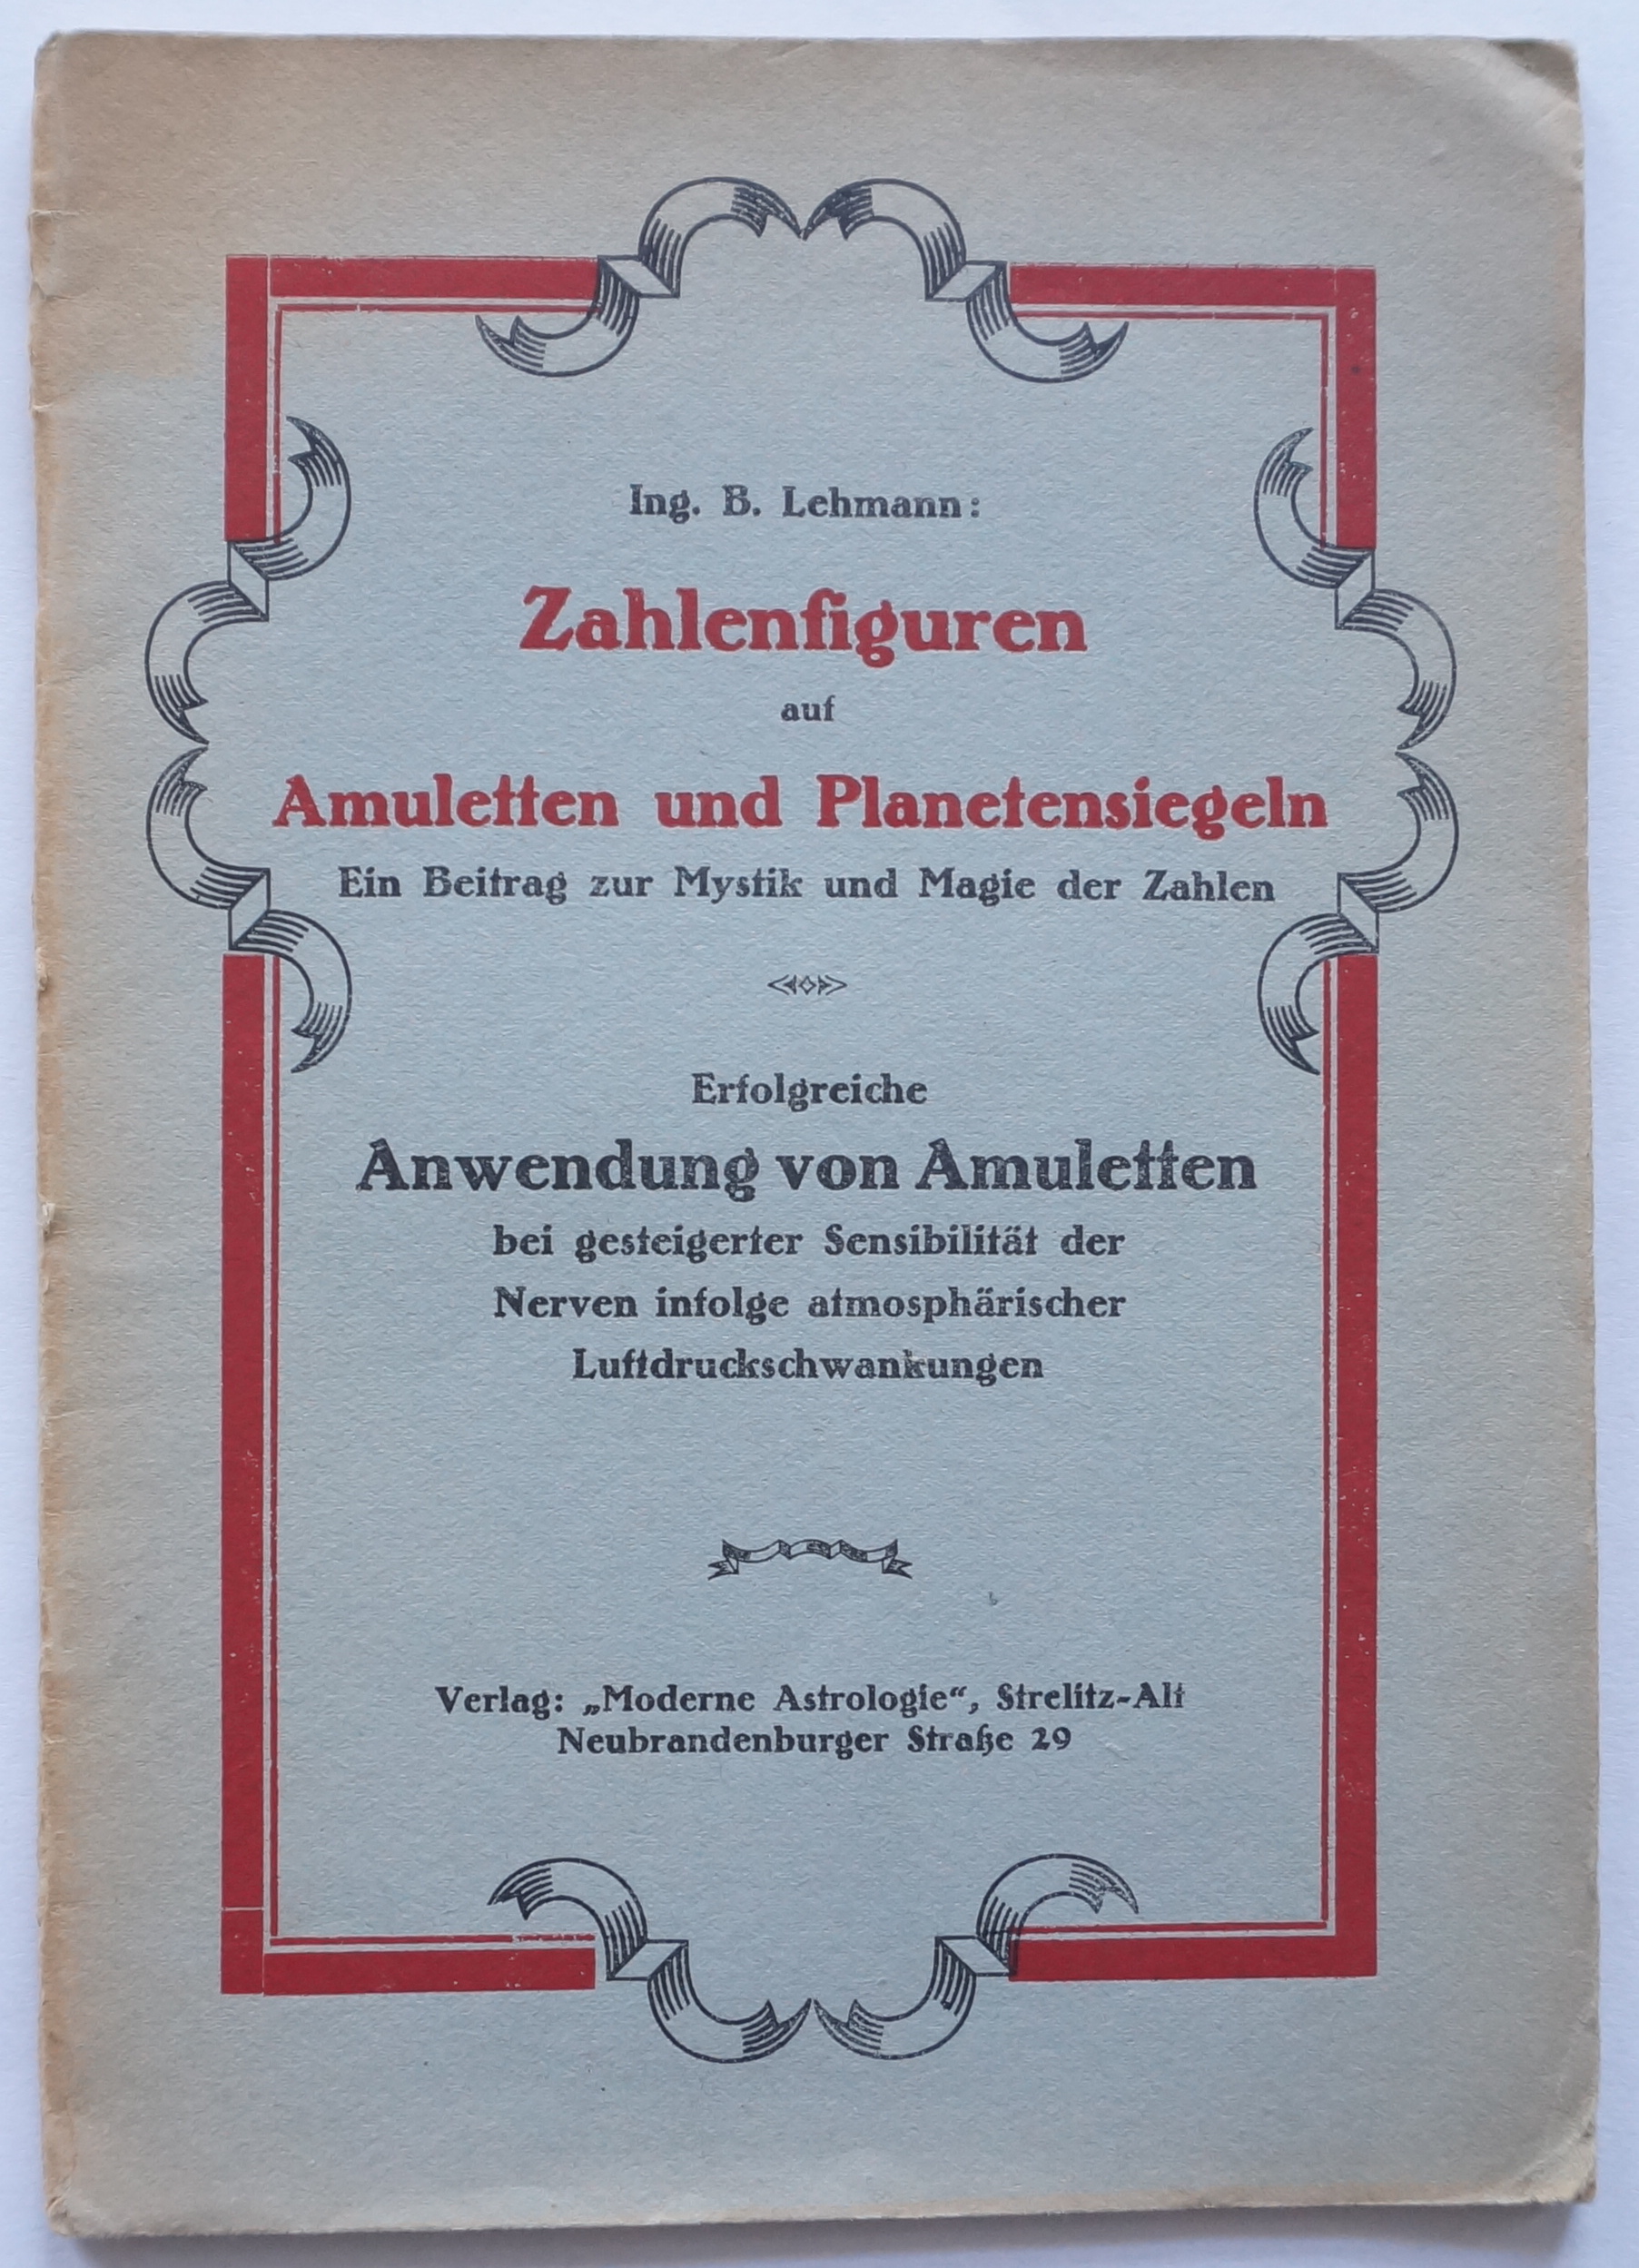 Ing. B. Lehmann:
Zahlenfiguren
auf
Amuletten und Planetensiegeln
Ein Beitrag zur Mystik und Magie der Zahlen
Erfolgreiche
Anwendung von Amuletten
bei gesteigerter Sensibilität der
Nerven infolge atmosphärischer
Luftdruckschwankungen
Verlag: „Moderne Astrologie“, Strelitz-Alt
Neubrandenburger Straße 29